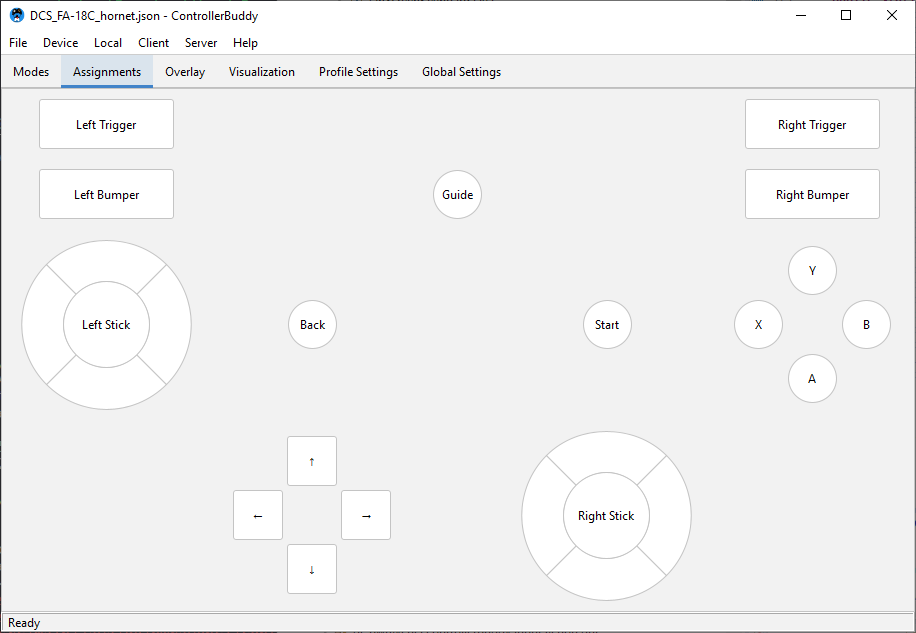 DCS_FA-18C_hornet.json - ControllerBuddy
File Device Local Client Server Help
Modes Assignments Overlay Visualization Profile Settings Global Settings
Left Trigger Right Trigger
Left Bumper Guide Right Bumper
Y
Left Stick Back Start X B
A
↑
← → Right Stick
↓
Ready